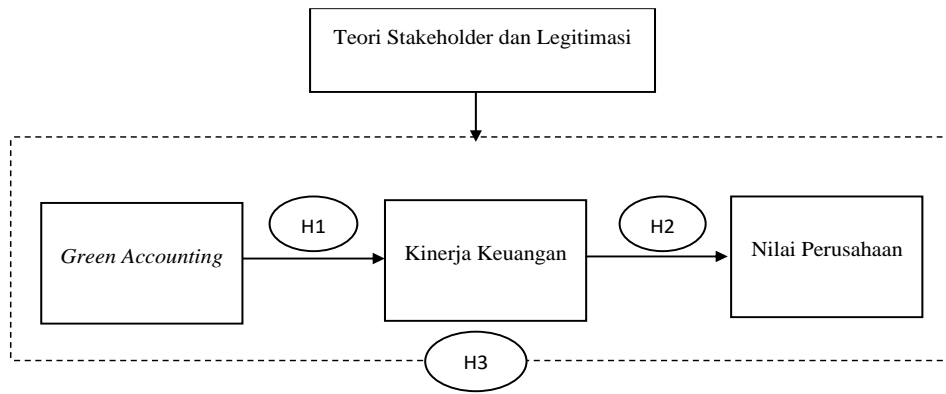 Teori Stakeholder dan Legitimasi
H1
H2
Green Accounting
Kinerja Keuangan
Nilai Perusahaan
H3